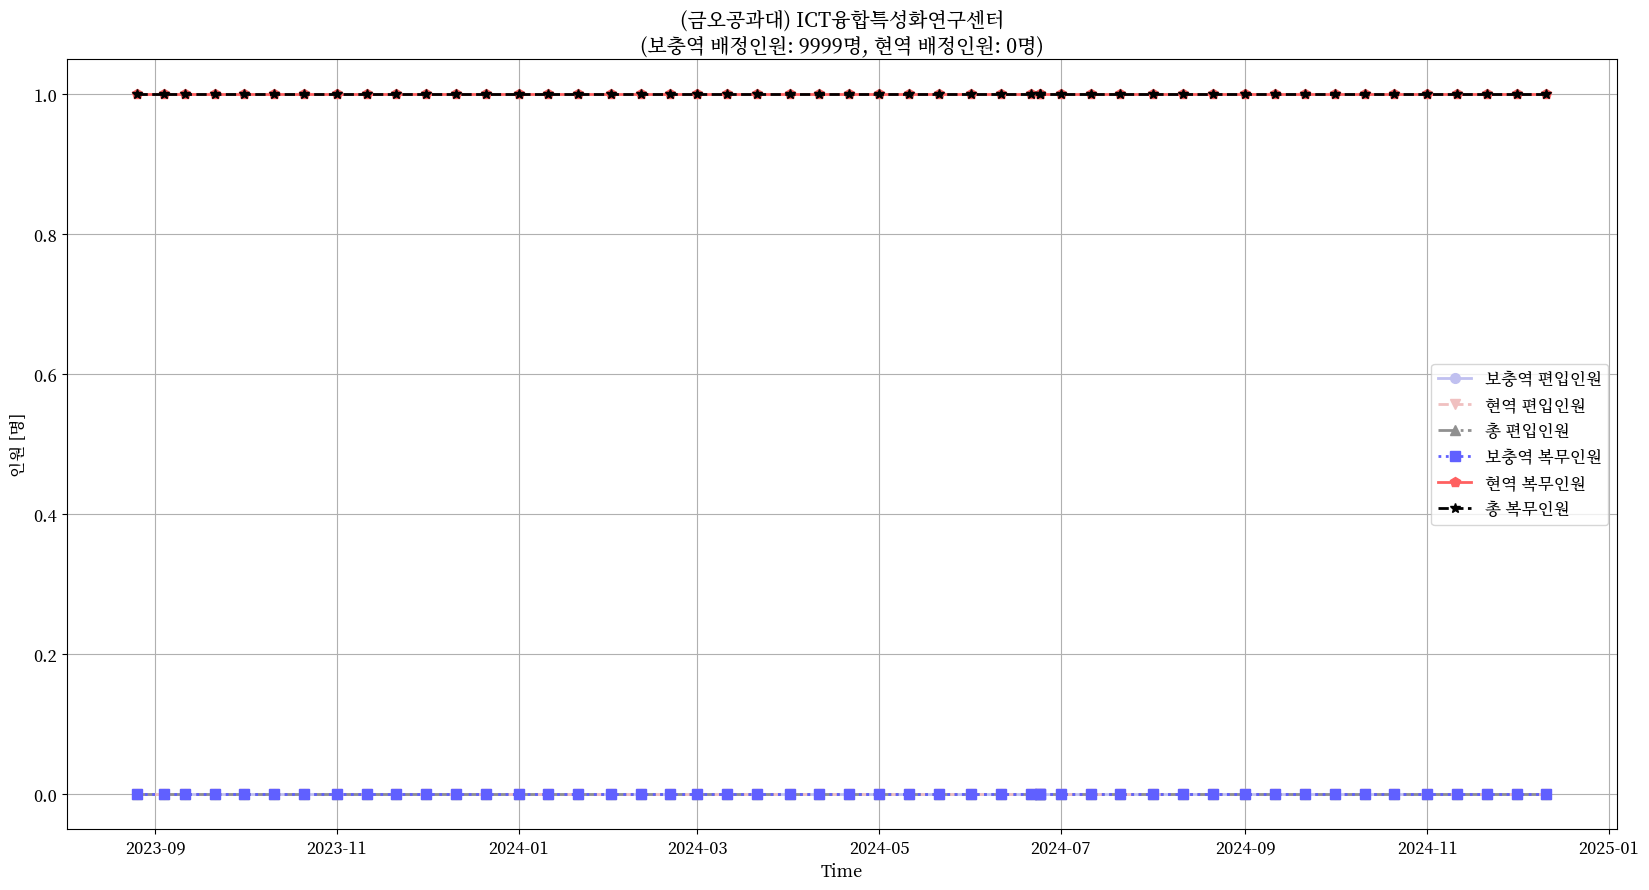 (금오공과대) ICT융합특성화연구센터
(보충역 배정인원: 9999명, 현역 배정인원: 0명)
1.0
0.8
0.6
0.4
0.2
0.0
인원 [명]
보충역 편입인원
현역 편입인원
총 편입인원
보충역 복무인원
현역 복무인원
총 복무인원
2023-09
2023-11
2024-01
2024-03
2024-05
2024-07
2024-09
2024-11
2025-01
Time